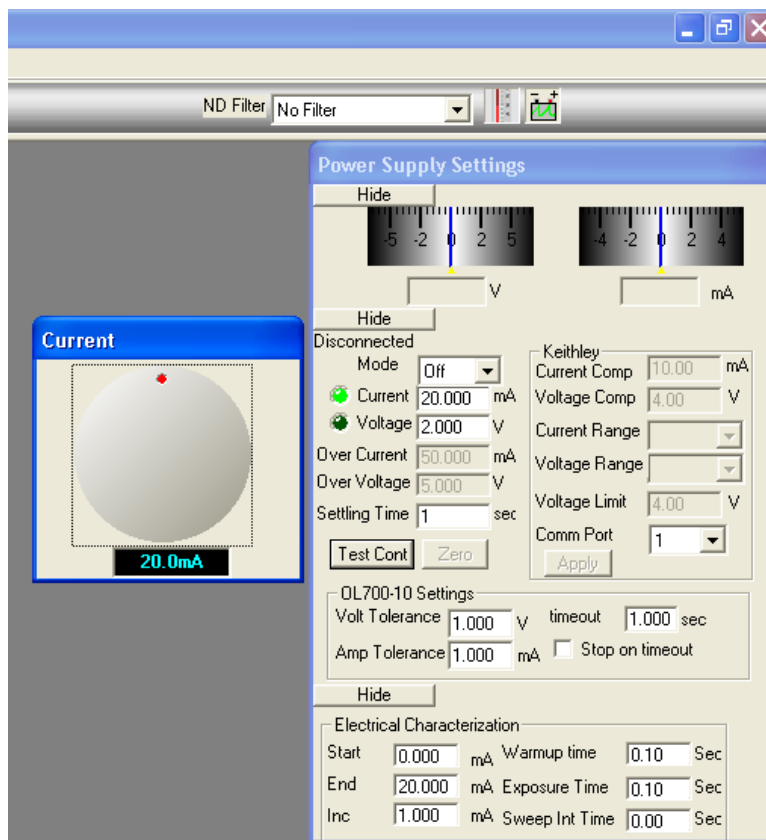 ND Filter No Filter
Power Supply Settings
Hide
-5 -2 0 2 5
-4 -2 0 2 4
V
mA
Hide
Disconnected
Mode Off
Current 20.000 mA
Voltage 2.000 V
Over Current 50.000 mA
Over Voltage 5.000 V
Settling Time 1 sec
Test Cont Zero
Keithley
Current Comp 10.00 mA
Voltage Comp 4.00 V
Current Range
Voltage Range
Voltage Limit 4.00 V
Comm Port 1
Apply
Current
20.0mA
OL700-10 Settings
Volt Tolerance 1.000 V timeout 1.000 sec
Amp Tolerance 1.000 mA Stop on timeout
Hide
Electrical Characterization
Start 0.000 mA Warmup time 0.10 Sec
End 20.000 mA Exposure Time 0.10 Sec
Inc 1.000 mA Sweep Int Time 0.00 Sec